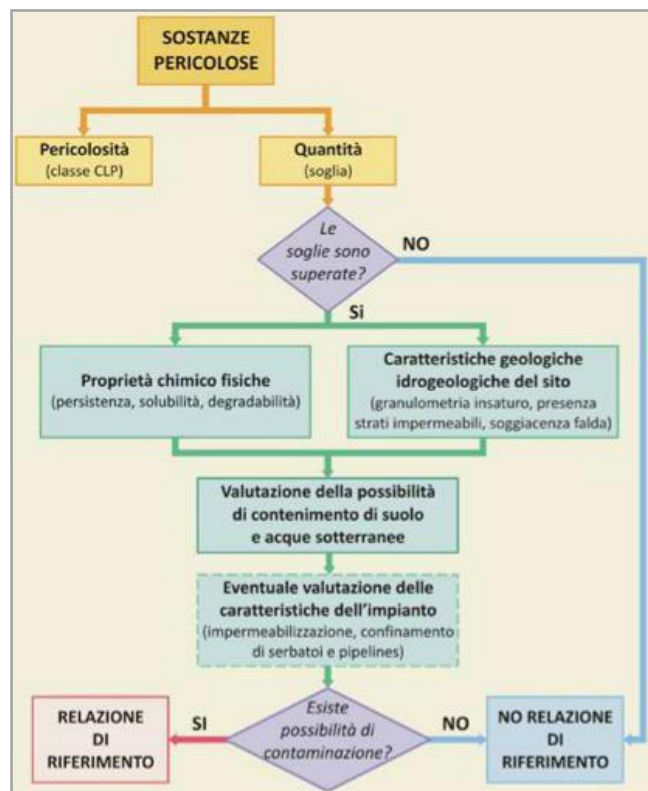 SOSTANZE
PERICOLOSE
Pericolosità
(classe CLP)
Quantità
(soglia)
Le
soglie sono
superate?
NO
Si
Proprietà chimico fisiche
(persistenza, solubilità, degradabilità)
Caratteristiche geologiche
idrogeologiche del sito
(granulometria insaturo, presenza
strati impermeabili, soggiacenza falda)
Valutazione della possibilità
di contenimento di suolo
e acque sotterranee
Eventuale valutazione delle
caratteristiche dell'impianto
(impermeabilizzazione, confinamento
di serbatoi e pipelines)
Esiste
possibilità di
contaminazione?
SI
NO
RELAZIONE
DI
RIFERIMENTO
NO RELAZIONE
DI
RIFERIMENTO